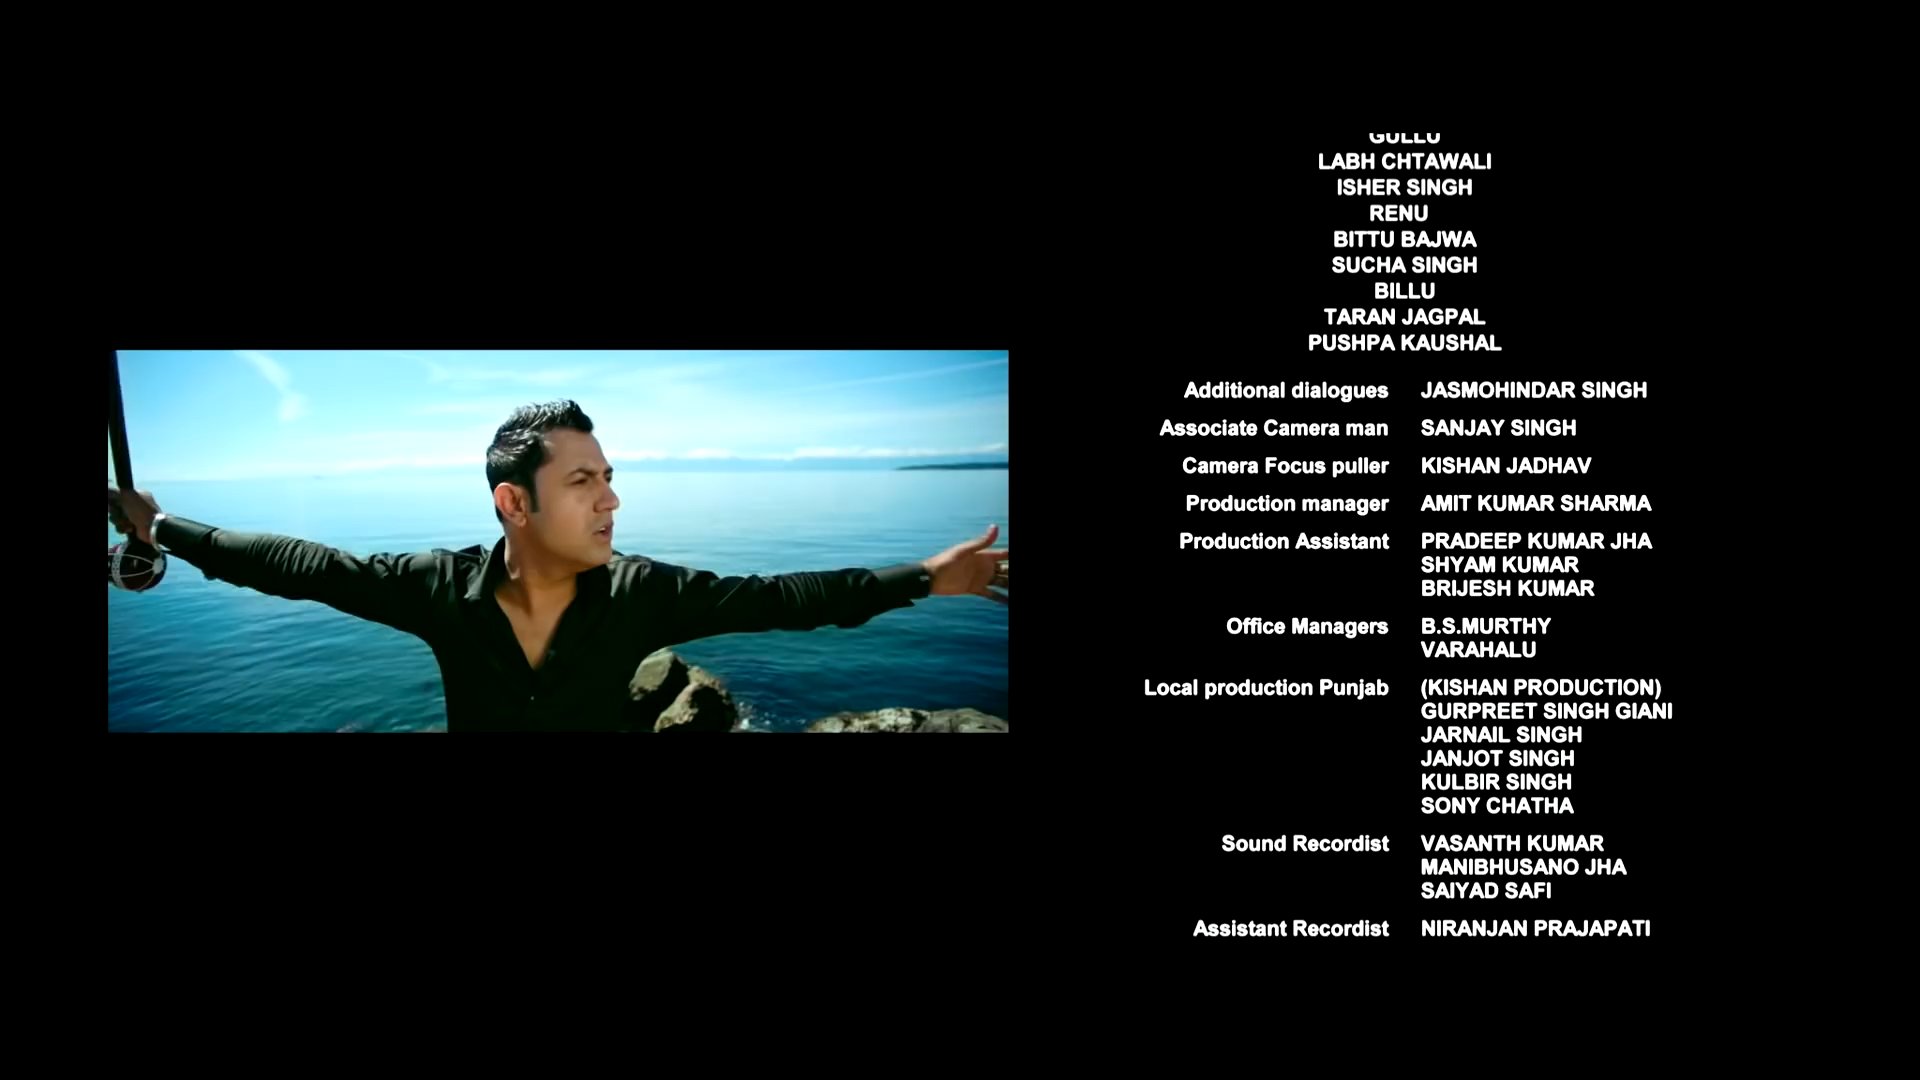 GULLU
LABH CHTAWALI
ISHER SINGH
RENU
BITTU BAJWA
SUCHA SINGH
BILLU
TARAN JAGPAL
PUSHPA KAUSHAL
Additional dialogues JASMOHINDAR SINGH
Associate Camera man SANJAY SINGH
Camera Focus puller KISHAN JADHAV
Production manager AMIT KUMAR SHARMA
Production Assistant PRADEEP KUMAR JHA
SHYAM KUMAR
BRIJESH KUMAR
Office Managers B.S.MURTHY
VARAHALU
Local production Punjab (KISHAN PRODUCTION)
GURPREET SINGH GIANI
JARNAIL SINGH
JANJOT SINGH
KULBIR SINGH
SONY CHATHA
Sound Recordist VASANTH KUMAR
MANIBHUSANO JHA
SAIYAD SAFI
Assistant Recordist NIRANJAN PRAJAPATI